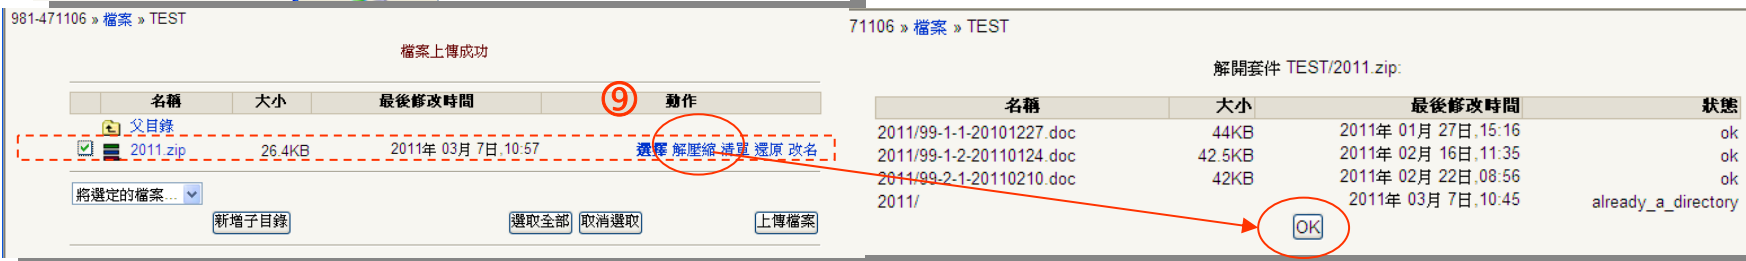 981-471106 » 檔案 » TEST
檔案上傳成功
⑨
名稱 大小 最後修改時間 動作
父目錄
2011.zip 26.4KB 2011年 03月 7日,10:57 選擇 解壓縮 清單 還原 改名
將選定的檔案...
新增子目錄 選取全部 取消選取 上傳檔案
71106 » 檔案 » TEST
解開套件 TEST/2011.zip:
名稱 大小 最後修改時間 狀態
2011/99-1-1-20101227.doc 44KB 2011年 01月 27日,15:16 ok
2011/99-1-2-20110124.doc 42.5KB 2011年 02月 16日,11:35 ok
2011/99-2-1-20110210.doc 42KB 2011年 02月 22日,08:56 ok
2011/ 2011年 03月 7日,10:45 already_a_directory
OK